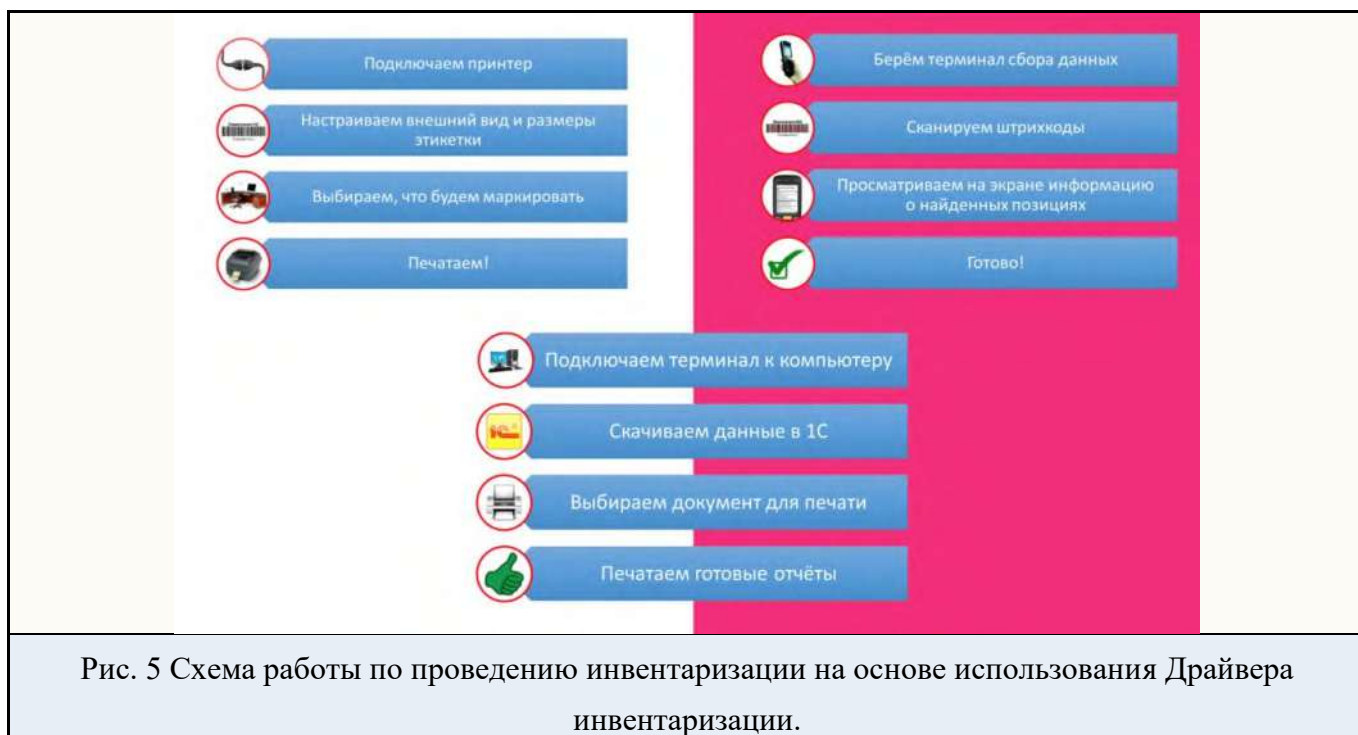 Подключаем принтер
Настраиваем внешний вид и размеры
этикетки
Выбираем, что будем маркировать
Печатаем!
Берём терминал сбора данных
Сканируем штрихкоды
Просматриваем на экране информацию
о найденных позициях
Готово!
Подключаем терминал к компьютеру
1С
Скачиваем данные в 1С
Выбираем документ для печати
Печатаем готовые отчёты
Рис. 5 Схема работы по проведению инвентаризации на основе использования Драйвера
инвентаризации.